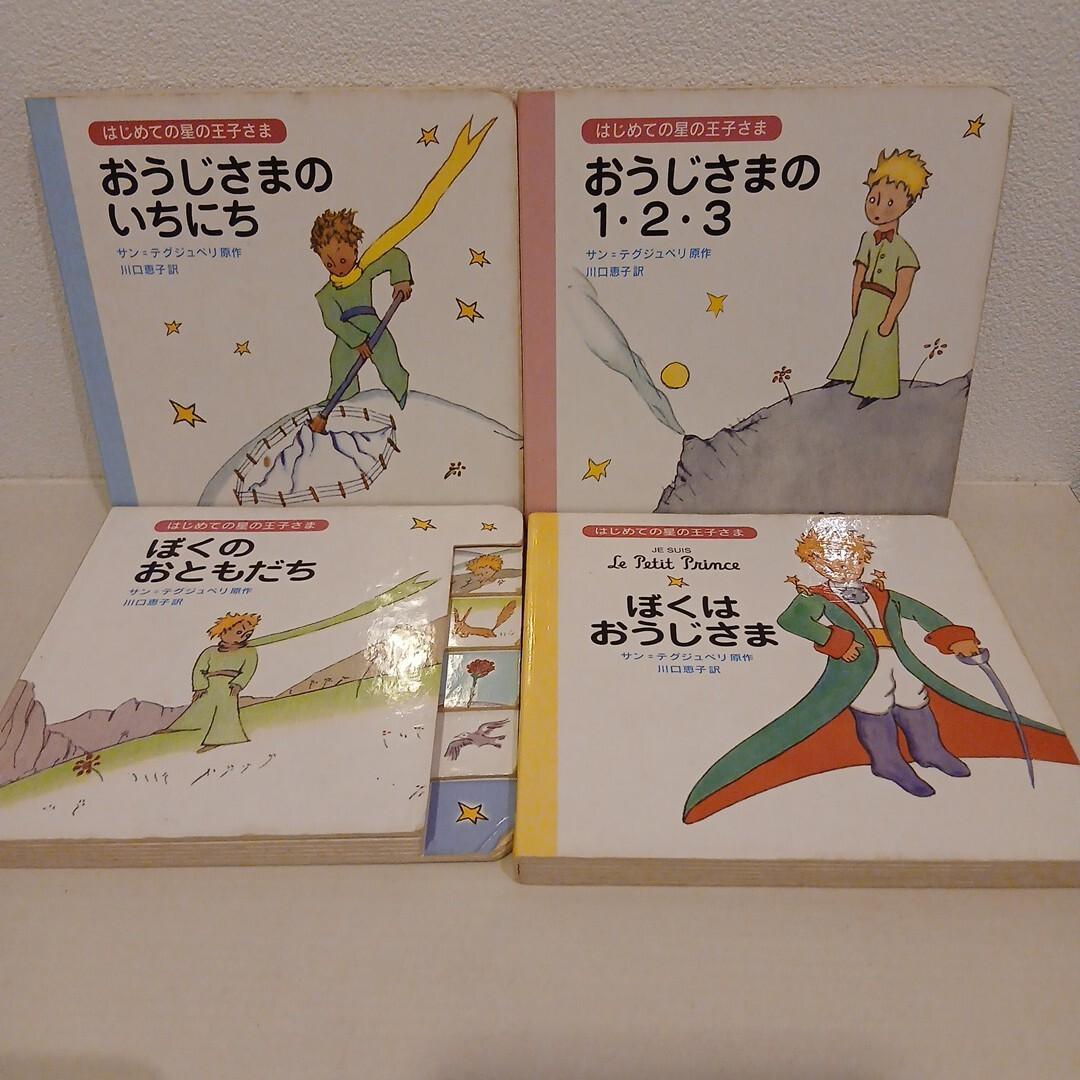 はじめての星の王子さま
おうじさまの
いちにち
サン=テグジュペリ原作
川口恵子訳
はじめての星の王子さま
おうじさまの
1・2・3
サン=テグジュペリ原作
川口恵子訳
はじめての星の王子さま
ぼくの
おともだち
サン=テグジュペリ原作
川口恵子訳
はじめての星の王子さま
JE SUIS
Le Petit Prince
ぼくは
おうじさま
サン=テグジュペリ原作
川口恵子訳